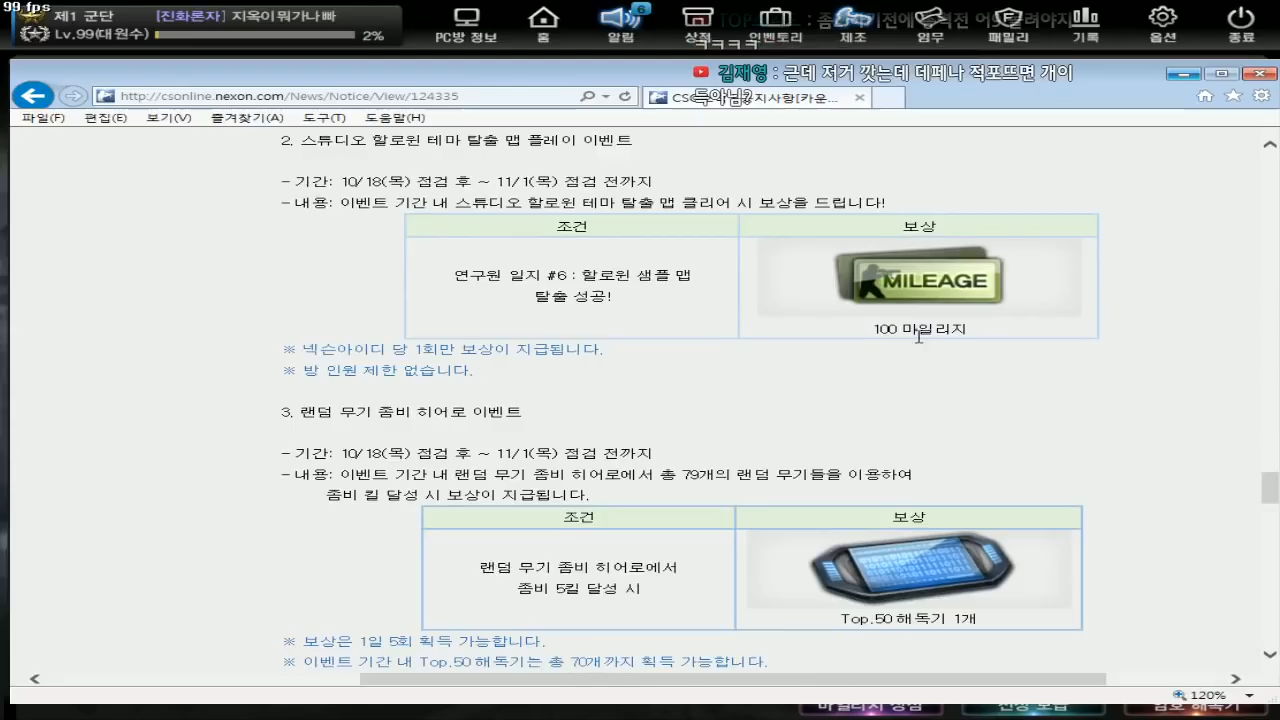 99 fps
제1 군단 [진화론자] 지옥이뭐가나빠
Lv.99(대원수) 2%
PC방 정보 홈 알림 6 상점 인벤토리 제조 임무 패밀리 기록 옵션 종료
ㅋㅋㅋㅋ
김재영 : 근데 저거 깟는데 데페나 적포뜨면 개이
득아님?
http://csonline.nexon.com/News/Notice/View/124335
파일(F) 편집(E) 보기(V) 즐겨찾기(A) 도구(T) 도움말(H)
2. 스튜디오 할로윈 테마 탈출 맵 플레이 이벤트
- 기간: 10/18(목) 점검 후 ~ 11/1(목) 점검 전까지
- 내용: 이벤트 기간 내 스튜디오 할로윈 테마 탈출 맵 클리어 시 보상을 드립니다!
조건 보상
연구원 일지 #6 : 할로윈 샘플 맵
탈출 성공!
MILEAGE
100 마일리지
※ 넥슨아이디 당 1회만 보상이 지급됩니다.
※ 방 인원 제한 없습니다.
3. 랜덤 무기 좀비 히어로 이벤트
- 기간: 10/18(목) 점검 후 ~ 11/1(목) 점검 전까지
- 내용: 이벤트 기간 내 랜덤 무기 좀비 히어로에서 총 79개의 랜덤 무기들을 이용하여
좀비 킬 달성 시 보상이 지급됩니다.
조건 보상
랜덤 무기 좀비 히어로에서
좀비 5킬 달성 시
Top.50 해독기 1개
※ 보상은 1일 5회 획득 가능합니다.
※ 이벤트 기간 내 Top.50 해독기는 총 70개까지 획득 가능합니다.
120%